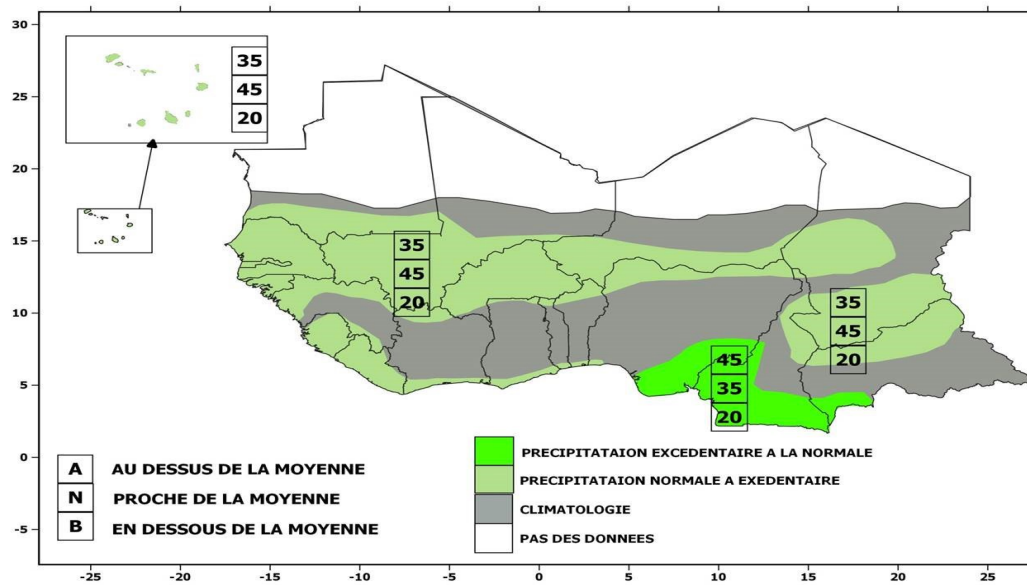 30
25
20
15
10
5
0
-5
35
45
20
35
45
20
35
45
20
45
35
20
A AU DESSUS DE LA MOYENNE
N PROCHE DE LA MOYENNE
B EN DESSOUS DE LA MOYENNE
PRECIPITATAION EXCEDENTAIRE A LA NORMALE
PRECIPITATAION NORMALE A EXEDENTAIRE
CLIMATOLOGIE
PAS DES DONNEES
-25 -20 -15 -10 -5 0 5 10 15 20 25